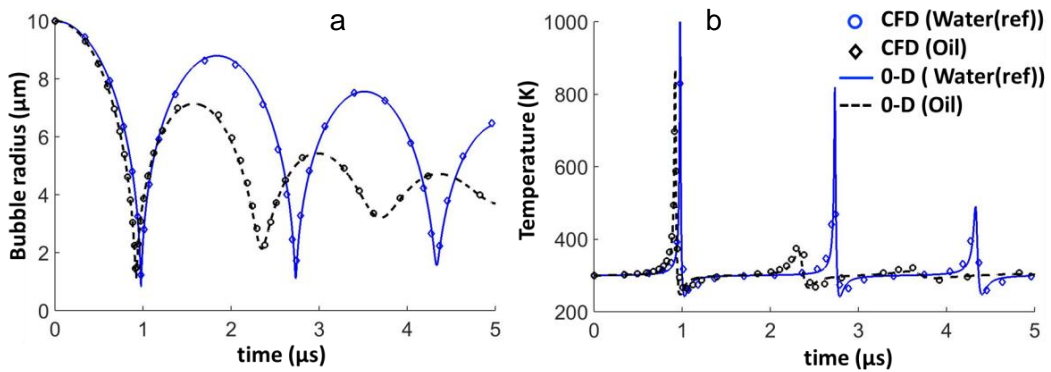 a
10
8
6
4
2
0
Bubble radius (μm)
0 1 2 3 4 5
time (μs)
b
1000
800
600
400
200
Temperature (K)
0 1 2 3 4 5
time (μs)
CFD (Water(ref))
CFD (Oil)
0-D ( Water(ref))
0-D (Oil)